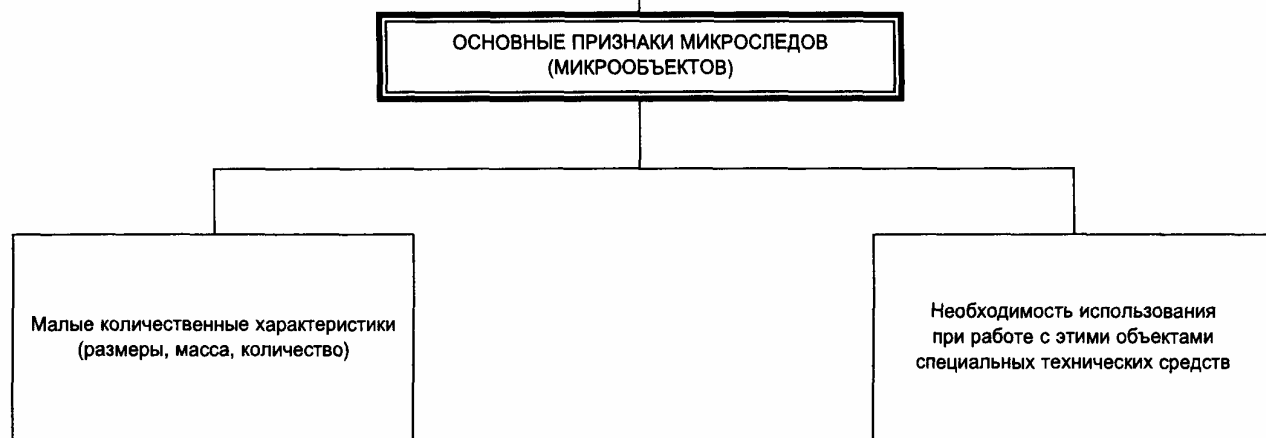 ОСНОВНЫЕ ПРИЗНАКИ МИКРОСЛЕДОВ
(МИКРООБЪЕКТОВ)
Малые количественные характеристики
(размеры, масса, количество)
Необходимость использования
при работе с этими объектами
специальных технических средств